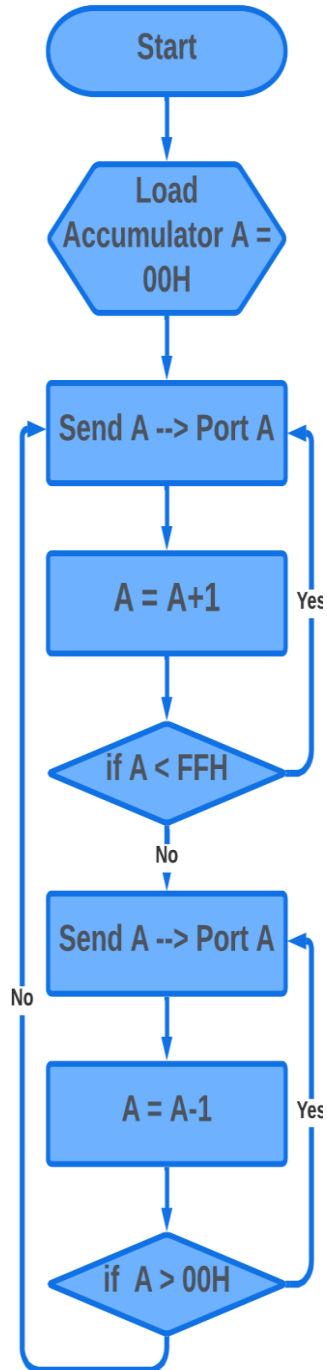 Start
Load
Accumulator A =
00H
Send A --> Port A
A = A+1
Yes
if A < FFH
No
Send A --> Port A
No
A = A-1
Yes
if A > 00H